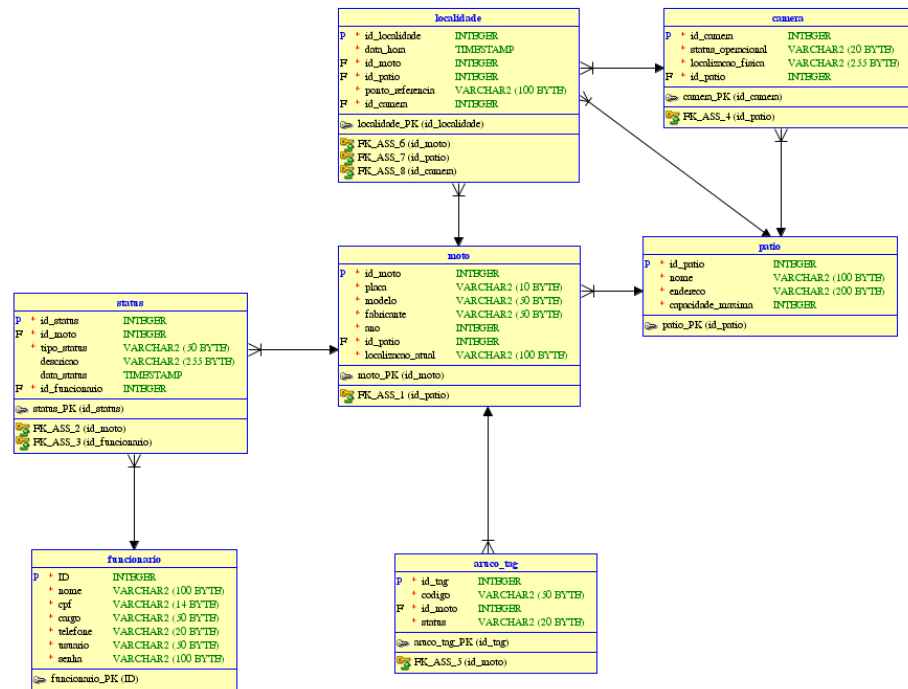 localidade
P * id_localidade INTEGER
* data_hora TIMESTAMP
F * id_moto INTEGER
F * id_patio INTEGER
* ponto_referencia VARCHAR2 (100 BYTE)
F * id_camera INTEGER
localidade_PK (id_localidade)
FK_ASS_6 (id_moto)
FK_ASS_7 (id_patio)
FK_ASS_8 (id_camera)
camera
P * id_camera INTEGER
* status_operacional VARCHAR2 (20 BYTE)
* localizacao_fisica VARCHAR2 (255 BYTE)
F * id_patio INTEGER
camera_PK (id_camera)
FK_ASS_4 (id_patio)
moto
P * id_moto INTEGER
* placa VARCHAR2 (10 BYTE)
* modelo VARCHAR2 (50 BYTE)
* fabricante VARCHAR2 (50 BYTE)
* ano INTEGER
F * id_patio INTEGER
* localizacao_atual VARCHAR2 (100 BYTE)
moto_PK (id_moto)
FK_ASS_1 (id_patio)
patio
P * id_patio INTEGER
* nome VARCHAR2 (100 BYTE)
* endereco VARCHAR2 (200 BYTE)
* capacidade_maxima INTEGER
patio_PK (id_patio)
status
P * id_status INTEGER
F * id_moto INTEGER
* tipo_status VARCHAR2 (50 BYTE)
descricao VARCHAR2 (255 BYTE)
data_status TIMESTAMP
F * id_funcionario INTEGER
status_PK (id_status)
FK_ASS_2 (id_moto)
FK_ASS_3 (id_funcionario)
funcionario
P * ID INTEGER
* nome VARCHAR2 (100 BYTE)
* cpf VARCHAR2 (14 BYTE)
* cargo VARCHAR2 (50 BYTE)
* telefone VARCHAR2 (20 BYTE)
* usuario VARCHAR2 (50 BYTE)
* senha VARCHAR2 (100 BYTE)
funcionario_PK (ID)
aruco_tag
P * id_tag INTEGER
* codigo VARCHAR2 (50 BYTE)
F * id_moto INTEGER
* status VARCHAR2 (20 BYTE)
aruco_tag_PK (id_tag)
FK_ASS_5 (id_moto)